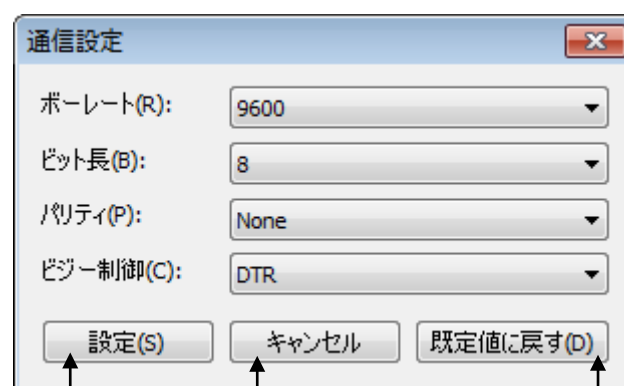 通信設定
ボーレート(R): 9600
ビット長(B): 8
パリティ(P): None
ビジー制御(C): DTR
設定(S) キャンセル 既定値に戻す(D)